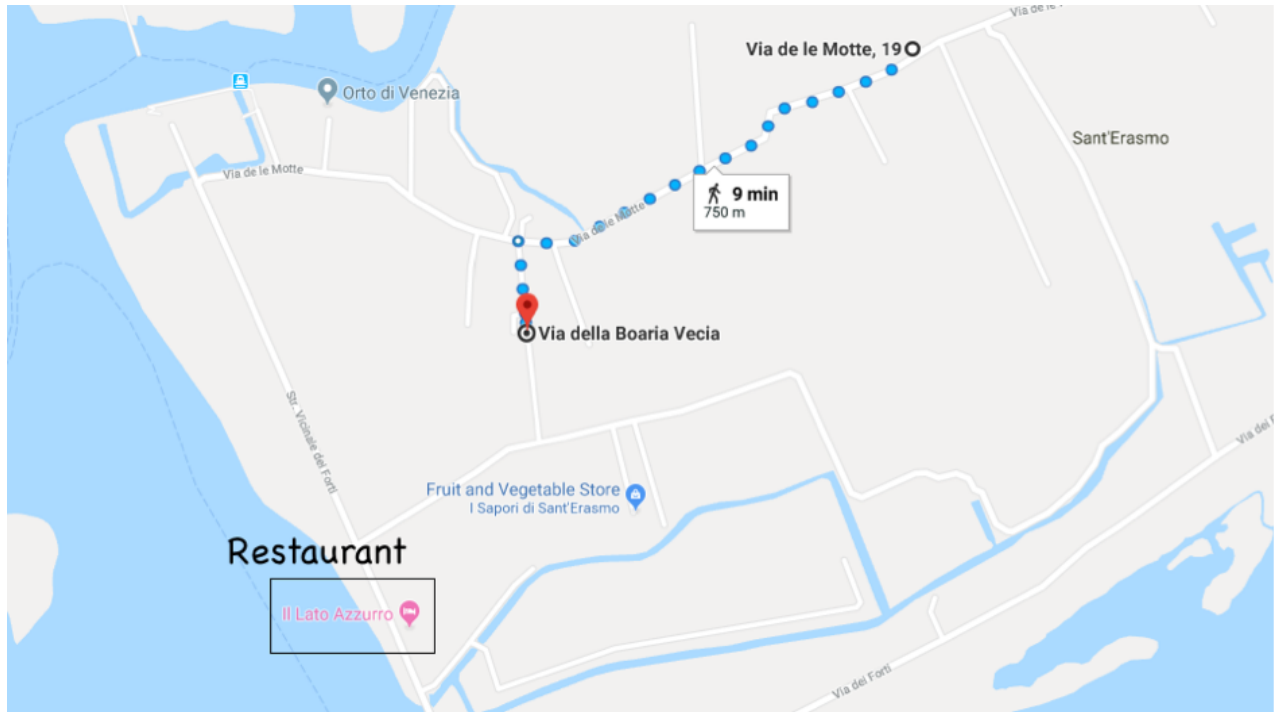 Via de le
Via de le Motte, 19
Orto di Venezia
Sant'Erasmo
Via de le Motte
9 min
750 m
Via de le Motte
Via della Boaria Vecia
Str. Vicinale dei Forti
Via dei
Fruit and Vegetable Store
I Sapori di Sant'Erasmo
Restaurant
Il Lato Azzurro
Via dei Forti